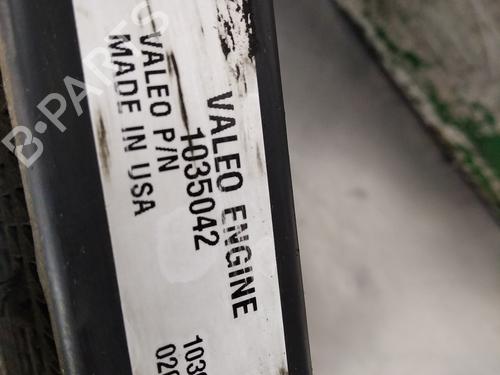 VALEO ENGINE
VALEO P/N 1035042
MADE IN USA
B-PARTS